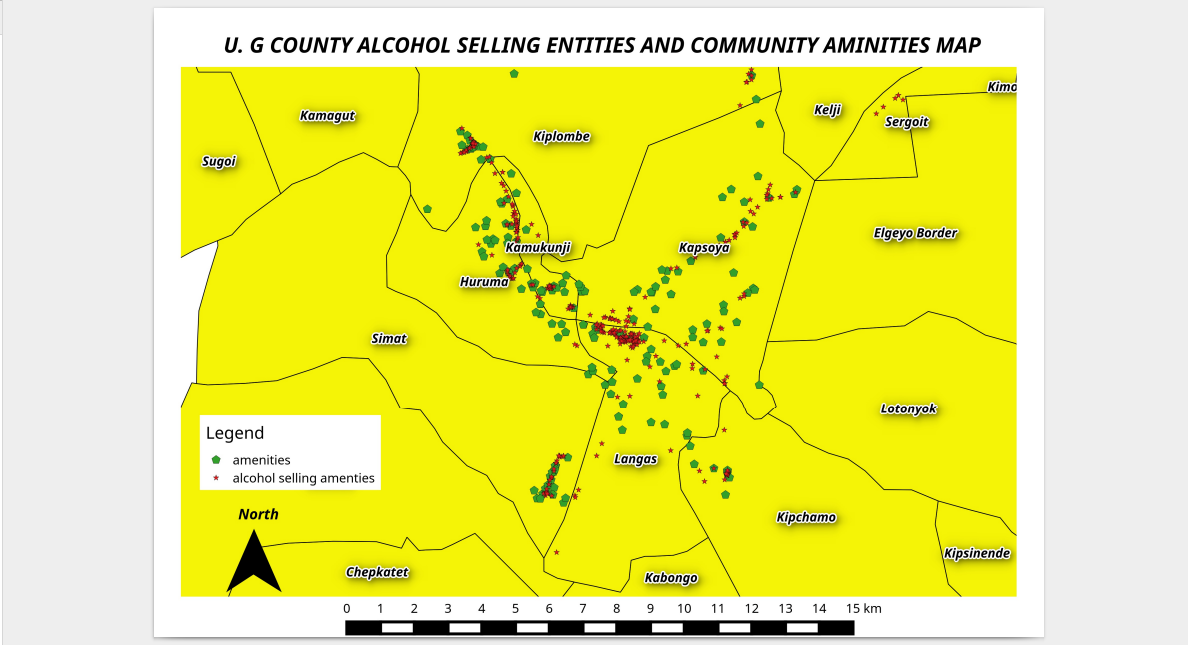 U. G COUNTY ALCOHOL SELLING ENTITIES AND COMMUNITY AMINITIES MAP
Kimo
Kelji
Kamagut
Sergoit
Kiplombe
Sugoi
Elgeyo Border
Kamukunji
Kapsoya
Huruma
Simat
Lotonyok
Legend
amenities
alcohol selling amenties
Langas
North
Kipchamo
Kipsinende
Chepkatet
Kabongo
0 1 2 3 4 5 6 7 8 9 10 11 12 13 14 15 km